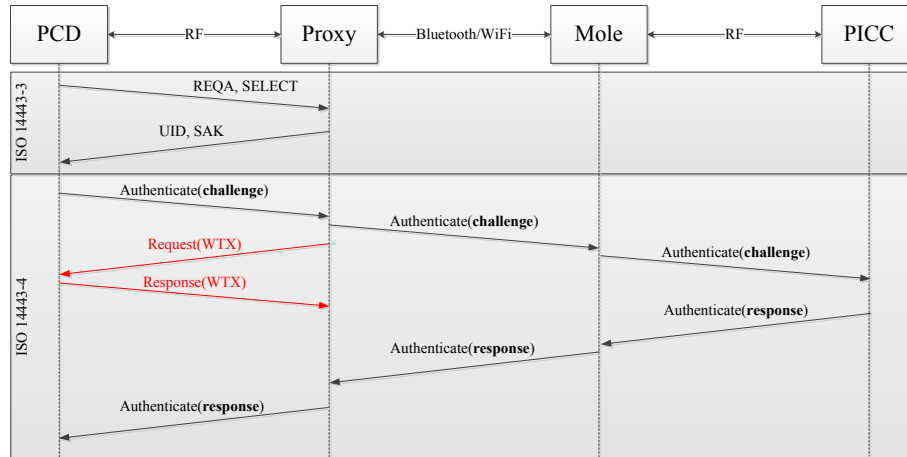 PCD
RF
Proxy
Bluetooth/WiFi
Mole
RF
PICC
ISO 14443-3
REQA, SELECT
UID, SAK
ISO 14443-4
Authenticate(challenge)
Authenticate(challenge)
Request(WTX)
Authenticate(challenge)
Response(WTX)
Authenticate(response)
Authenticate(response)
Authenticate(response)